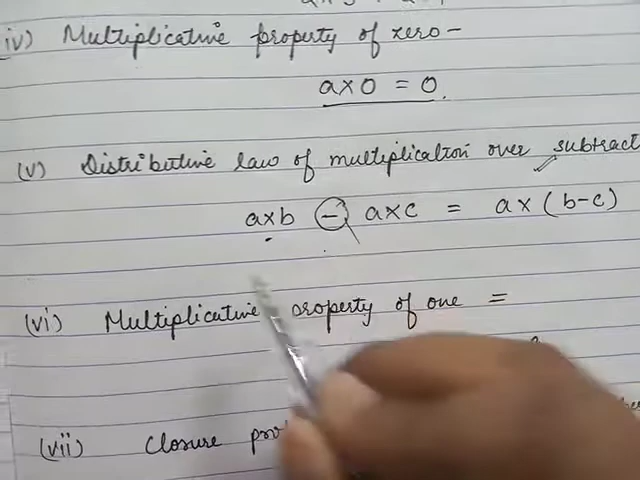 (iv) Multiplicative property of zero -
a x 0 = 0.
(v) Distributive law of multiplication over subtract
a x b - a x c = a x (b-c)
(vi) Multiplicative property of one =
(vii) Closure